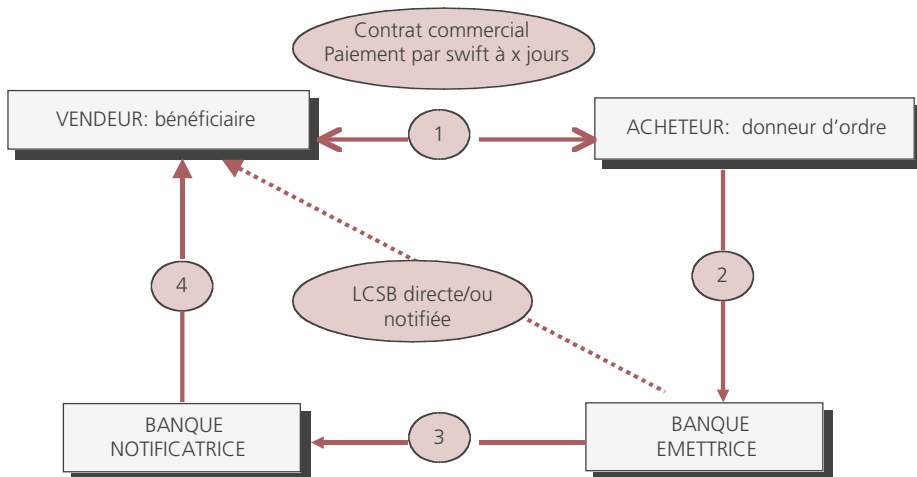 Contrat commercial
Paiement par swift à x jours
VENDEUR: bénéficiaire
1
ACHETEUR: donneur d'ordre
4
2
LCSB directe/ou
notifiée
BANQUE
NOTIFICATRICE
3
BANQUE
EMETTRICE